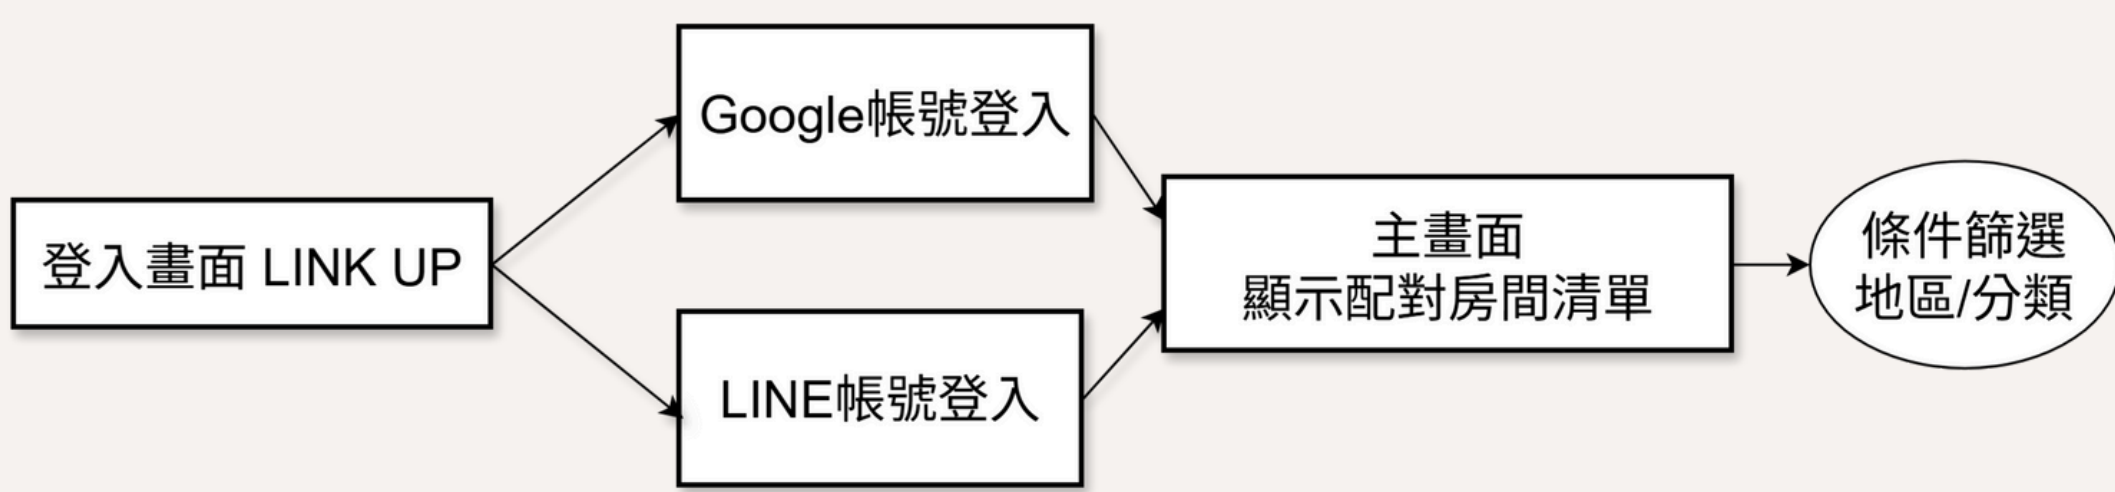 登入畫面 LINK UP
Google帳號登入
LINE帳號登入
主畫面
顯示配對房間清單
條件篩選
地區/分類